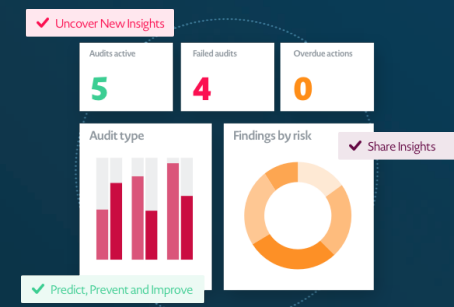 Uncover New Insights
Audits active
Failed audits
Overdue actions
5
4
0
Audit type
Findings by risk
Share Insights
Predict, Prevent and Improve